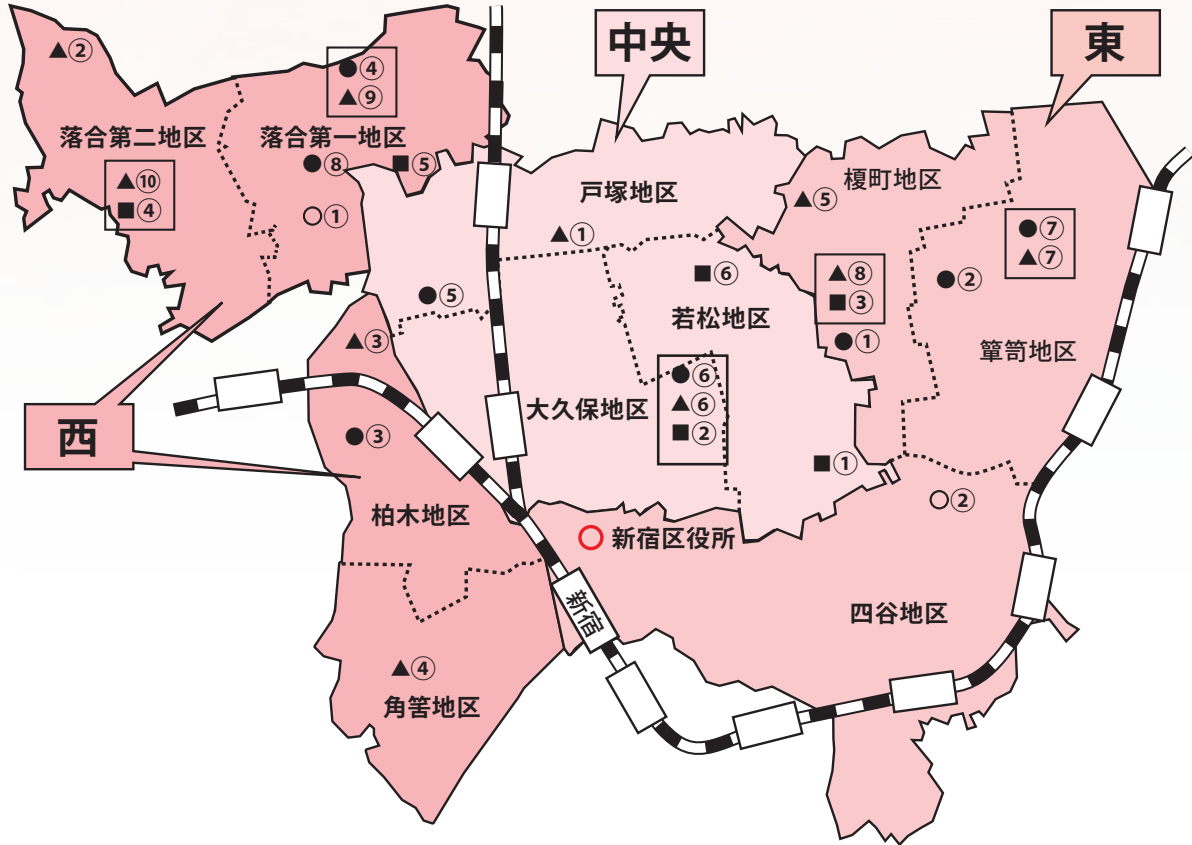 中央
東
▲②
●④
▲⑨
落合第二地区
落合第一地区
●⑧
■⑤
▲⑩
■④
○①
戸塚地区
▲①
榎町地区
▲⑤
●⑦
▲⑦
●②
■⑥
▲⑧
■③
●⑤
若松地区
●①
▲③
簞笥地区
●⑥
▲⑥
■②
大久保地区
西
●③
■①
○②
柏木地区
新宿区役所
新宿
四谷地区
▲④
角筈地区